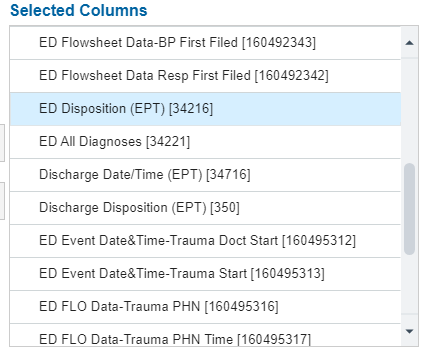 Selected Columns
ED Flowsheet Data-BP First Filed [160492343]
ED Flowsheet Data Resp First Filed [160492342]
ED Disposition (EPT) [34216]
ED All Diagnoses [34221]
Discharge Date/Time (EPT) [34716]
Discharge Disposition (EPT) [350]
ED Event Date&Time-Trauma Doct Start [160495312]
ED Event Date&Time-Trauma Start [160495313]
ED FLO Data-Trauma PHN [160495316]
ED FLO Data-Trauma PHN Time [160495317]